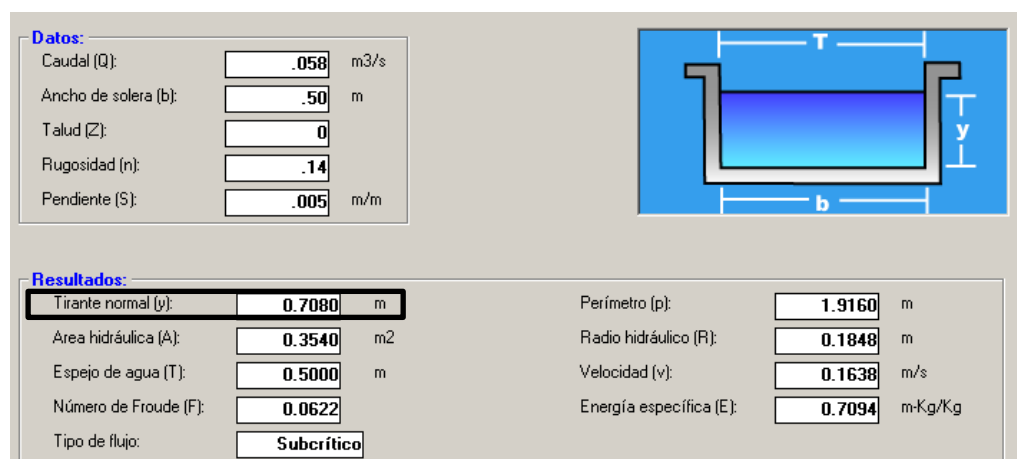 Datos:
Caudal (Q): .058 m3/s
Ancho de solera (b): .50 m
Talud (Z): 0
Rugosidad (n): .14
Pendiente (S): .005 m/m
T
y
b
Resultados:
Tirante normal (y): 0.7080 m Perímetro (p): 1.9160 m
Area hidráulica (A): 0.3540 m2 Radio hidráulico (R): 0.1848 m
Espejo de agua (T): 0.5000 m Velocidad (v): 0.1638 m/s
Número de Froude (F): 0.0622 Energía específica (E): 0.7094 m-Kg/Kg
Tipo de flujo: Subcrítico